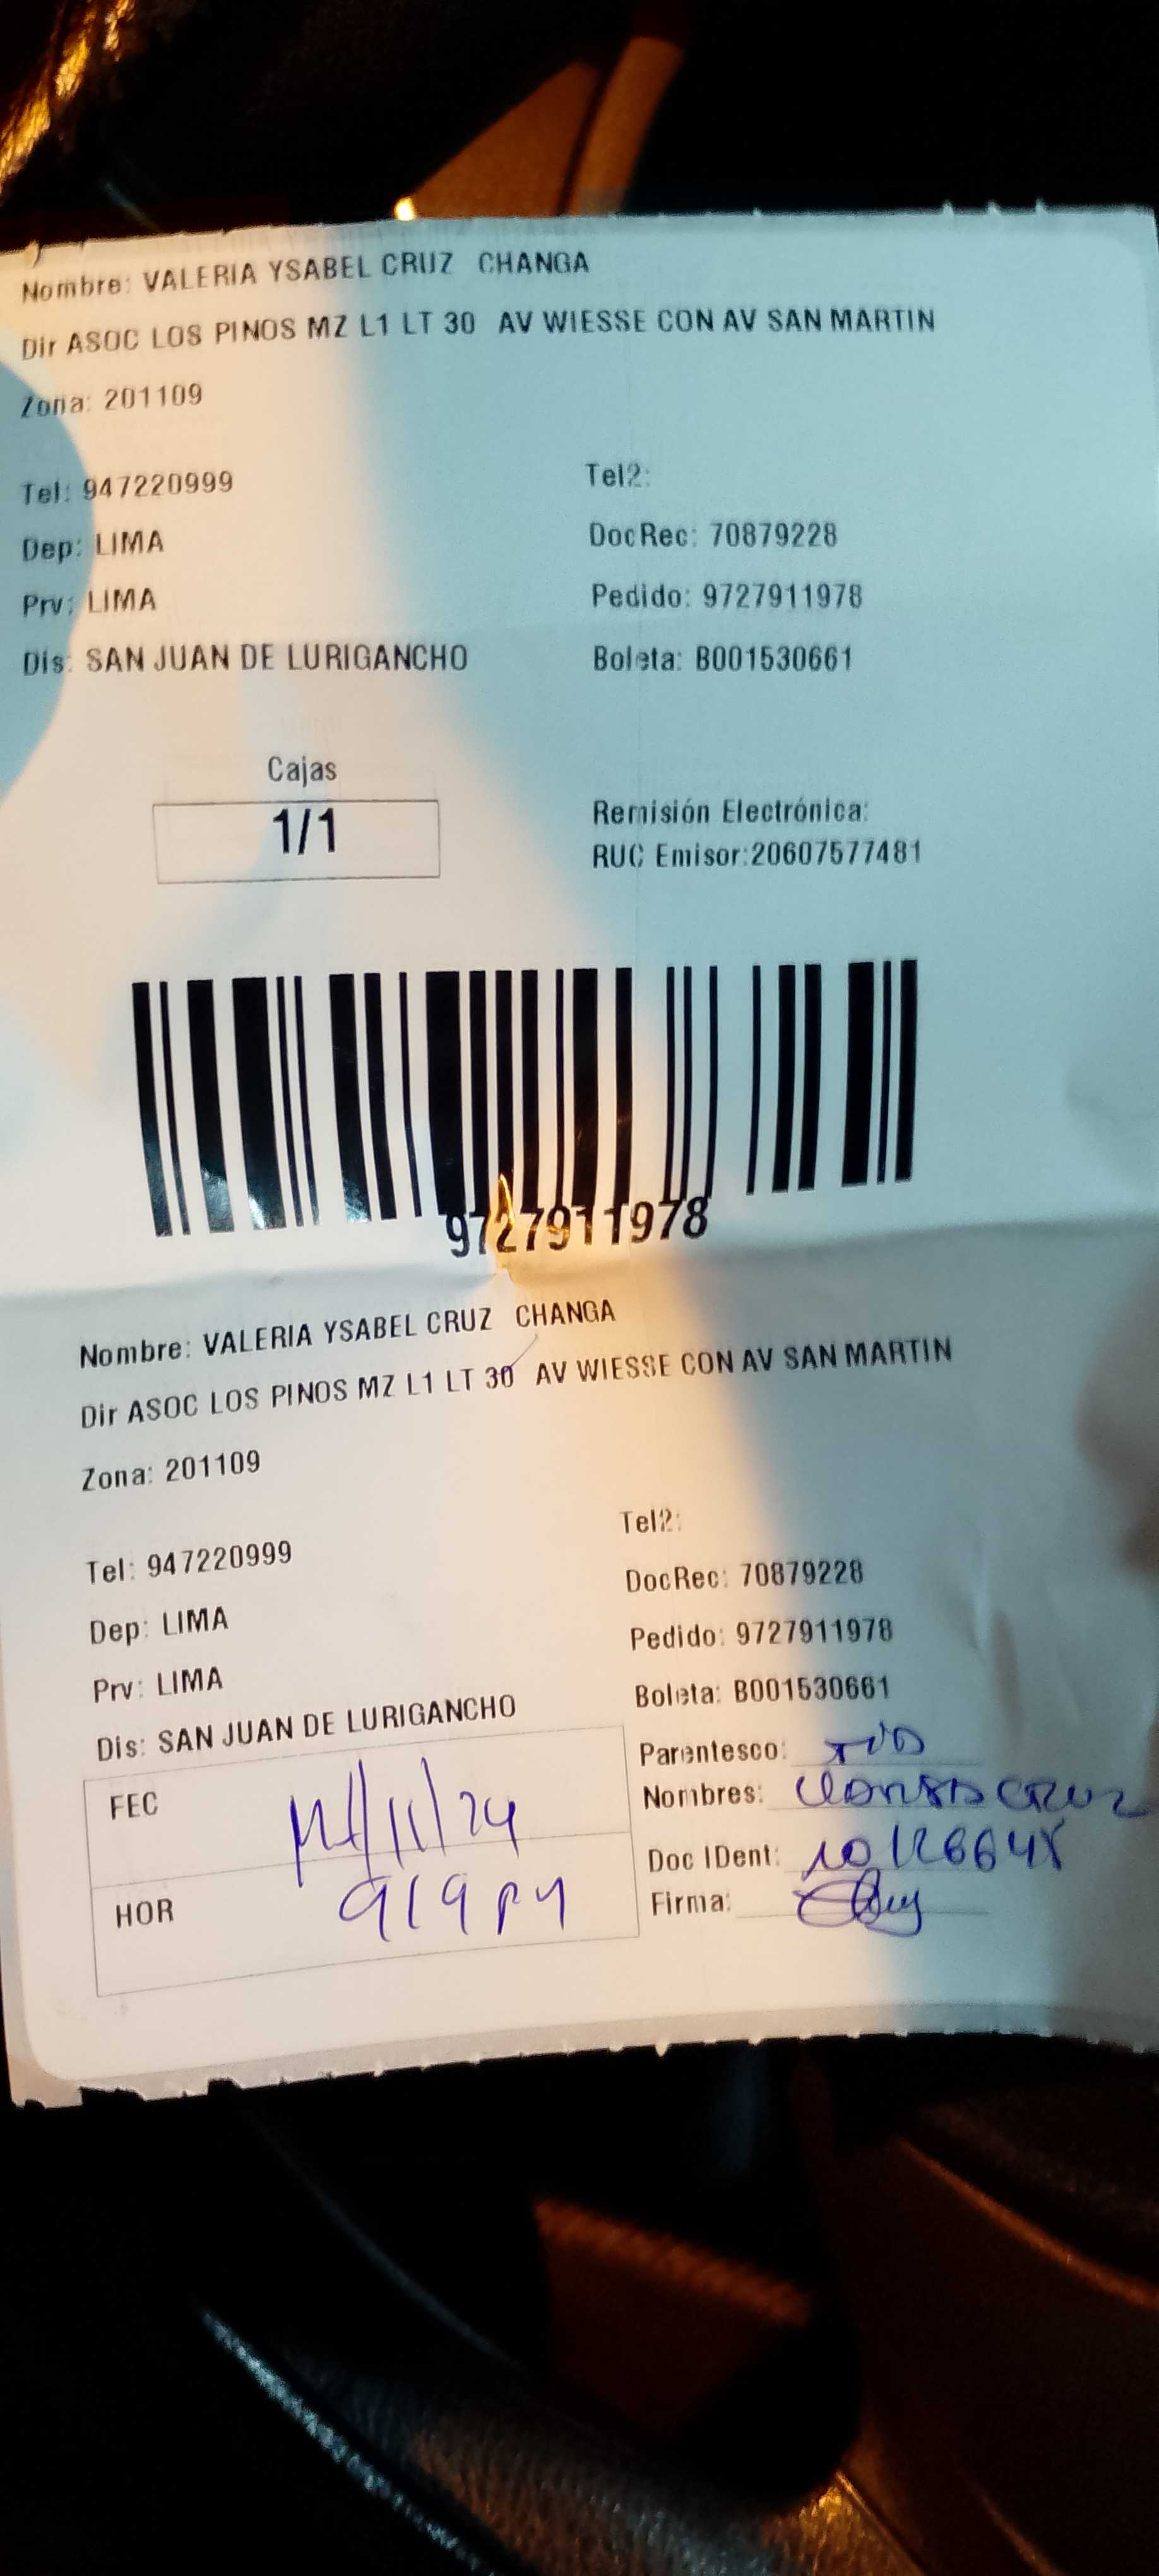 Nombre: VALERIA YSABEL CRUZ CHANGA
Dir ASOC LOS PINOS MZ L1 LT 30 AV WIESSE CON AV SAN MARTIN
Zona: 201109
Tel: 947220999 Tel2:
Dep: LIMA DocRec: 70879228
Prv: LIMA Pedido: 9727911978
Dis: SAN JUAN DE LURIGANCHO Boleta: B001530661
Cajas
1/1
Remisión Electrónica:
RUC Emisor:20607577481
9727911978
Nombre: VALERIA YSABEL CRUZ CHANGA
Dir ASOC LOS PINOS MZ L1 LT 30 AV WIESSE CON AV SAN MARTIN
Zona: 201109
Tel2:
Tel: 947220999 DocRec: 70879228
Dep: LIMA Pedido: 9727911978
Prv: LIMA Boleta: B001530661
Dis: SAN JUAN DE LURIGANCHO Parentesco:
FEC /11/24 Nombres: CRUZ
Doc IDent:
HOR Firma: